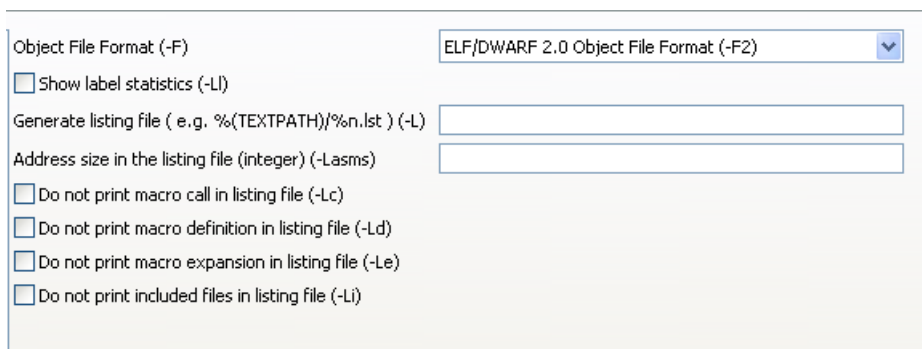 Object File Format (-F) ELF/DWARF 2.0 Object File Format (-F2)
Show label statistics (-Ll)
Generate listing file ( e.g. %(TEXTPATH)/%n.lst ) (-L)
Address size in the listing file (integer) (-Lasms)
Do not print macro call in listing file (-Lc)
Do not print macro definition in listing file (-Ld)
Do not print macro expansion in listing file (-Le)
Do not print included files in listing file (-Li)